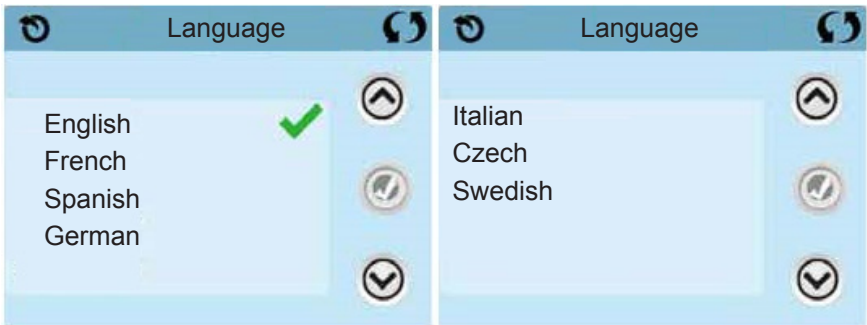 Language
English
French
Spanish
German
Language
Italian
Czech
Swedish